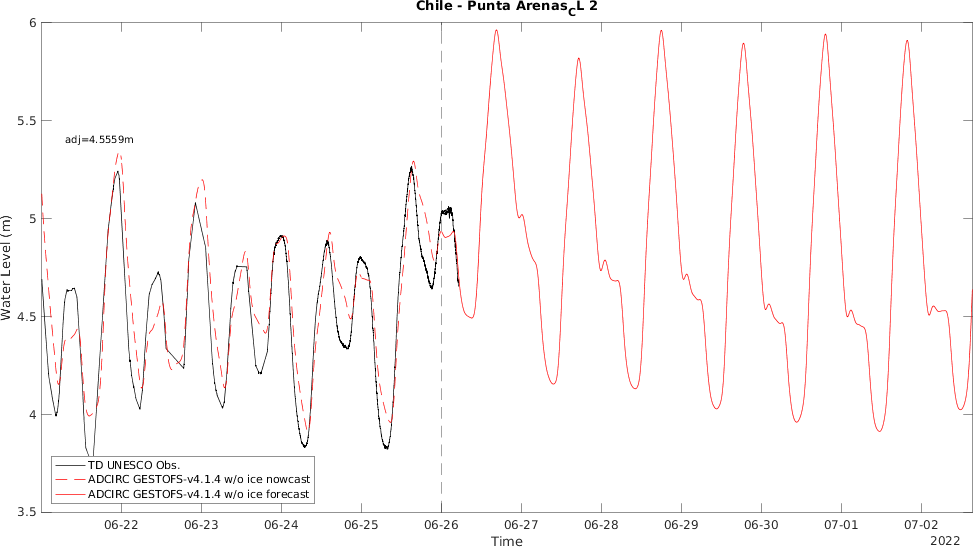 Chile - Punta Arenas_CL 2
adj=4.5559m
Water Level (m)
6
5.5
5
4.5
4
3.5
TD UNESCO Obs.
ADCIRC GESTOFS-v4.1.4 w/o ice nowcast
ADCIRC GESTOFS-v4.1.4 w/o ice forecast
06-22 06-23 06-24 06-25 06-26 06-27 06-28 06-29 06-30 07-01 07-02
Time
2022